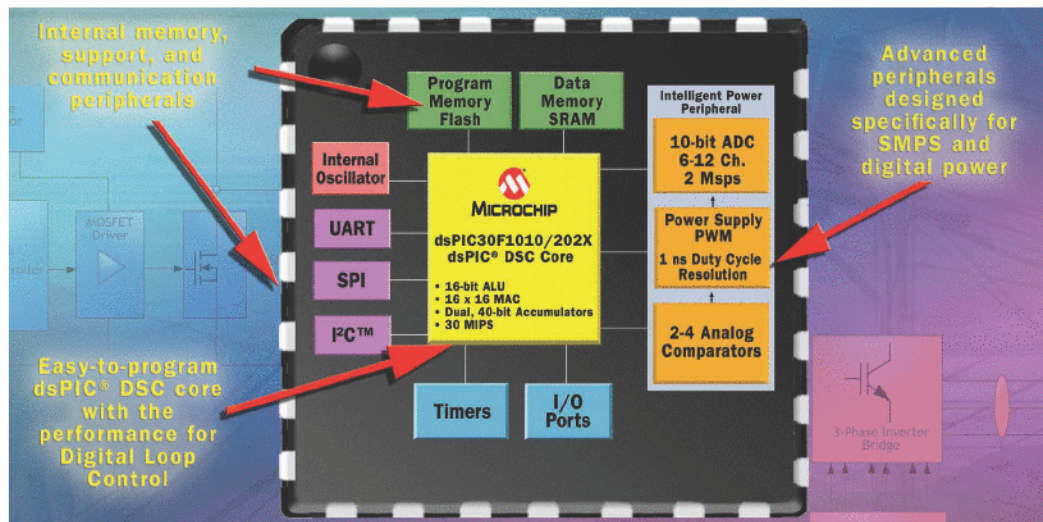 Internal memory,
support, and
communication
peripherals
Advanced
peripherals
designed
specifically for
SMPS and
digital power
Program
Memory
Flash
Data
Memory
SRAM
Intelligent Power
Peripheral
10-bit ADC
6-12 Ch.
2 Msps
Internal
Oscillator
MICROCHIP
dsPIC30F1010/202X
dsPIC® DSC Core
• 16-bit ALU
• 16 x 16 MAC
• Dual, 40-bit Accumulators
• 30 MIPS
UART
SPI
I²C™
Power Supply
PWM
1 ns Duty Cycle
Resolution
2-4 Analog
Comparators
MOSFET
Driver
Easy-to-program
dsPIC® DSC core
with the
performance for
Digital Loop
Control
Timers
I/O
Ports
3-Phase Inverter
Bridge